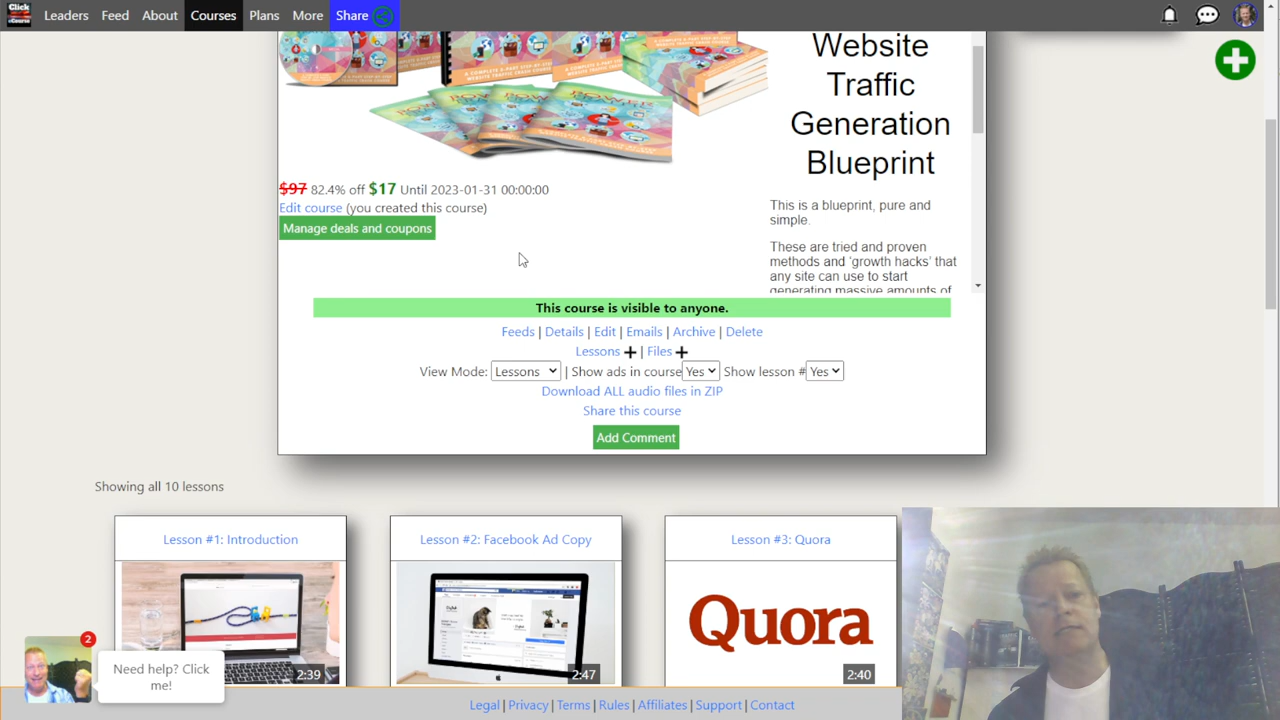 Click
eCourse
Leaders Feed About Courses Plans More Share
Website
Traffic
Generation
Blueprint
$97 82.4% off $17 Until 2023-01-31 00:00:00
Edit course (you created this course)
Manage deals and coupons
This is a blueprint, pure and
simple.
These are tried and proven
methods and ‘growth hacks’ that
any site can use to start
generating massive amounts of
This course is visible to anyone.
Feeds | Details | Edit | Emails | Archive | Delete
Lessons | Files
View Mode: Lessons | Show ads in course Yes Show lesson # Yes
Download ALL audio files in ZIP
Share this course
Add Comment
Showing all 10 lessons
Lesson #1: Introduction
Lesson #2: Facebook Ad Copy
Lesson #3: Quora
Quora
2:39
2:47
2:40
2
Need help? Click
me!
Legal | Privacy | Terms | Rules | Affiliates | Support | Contact